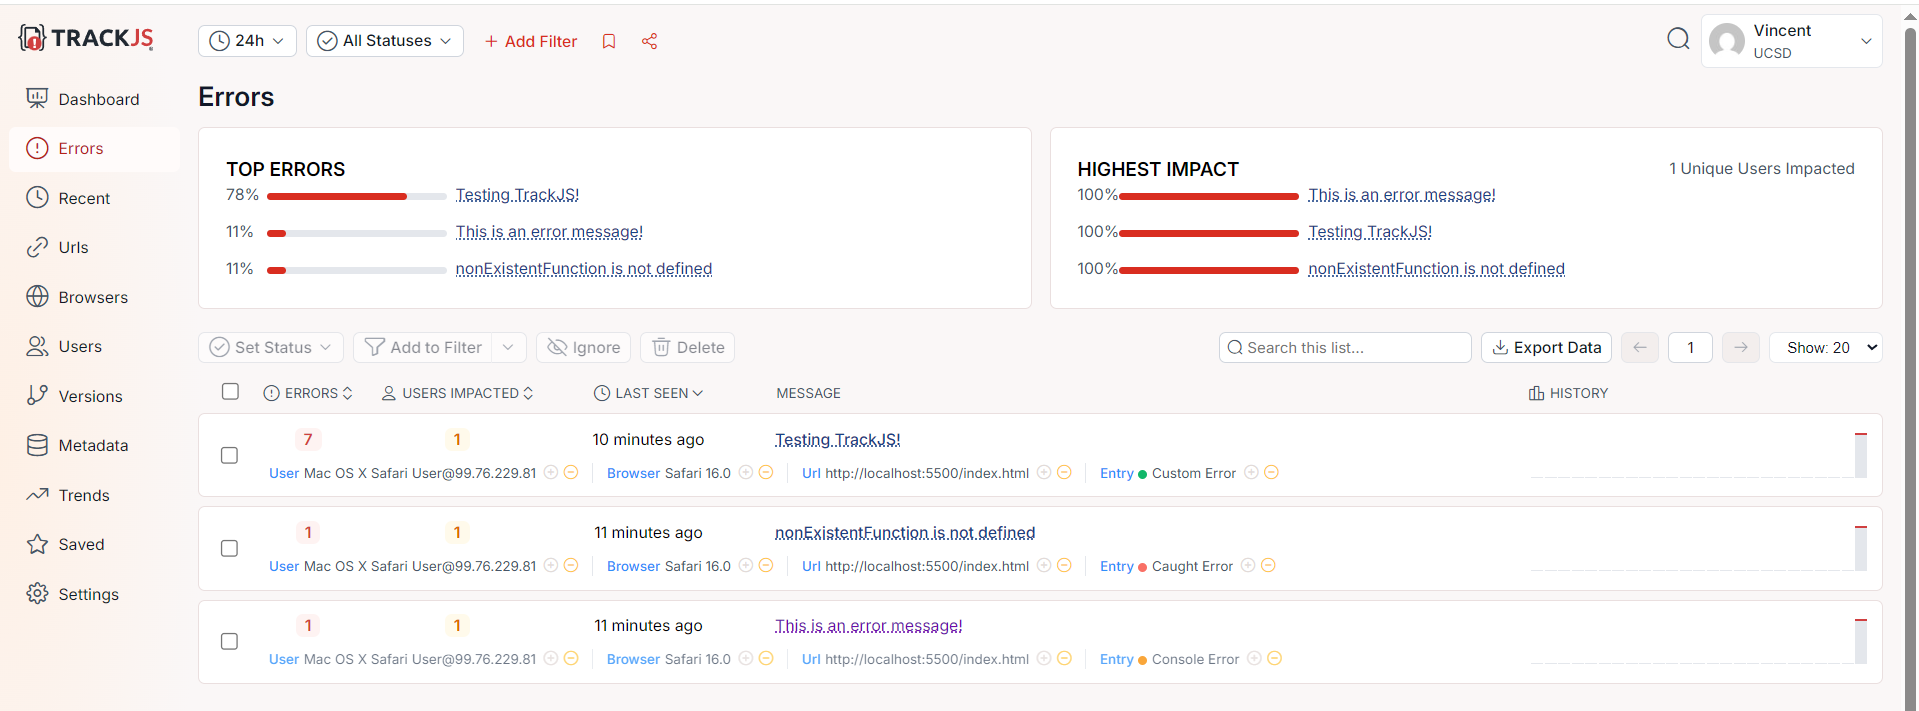 TRACKJS
24h
All Statuses
+ Add Filter
Vincent
UCSD
Dashboard
Errors
Recent
Urls
Browsers
Users
Versions
Metadata
Trends
Saved
Settings
Errors
TOP ERRORS
78% Testing TrackJS!
11% This is an error message!
11% nonExistentFunction is not defined
HIGHEST IMPACT
1 Unique Users Impacted
100% This is an error message!
100% Testing TrackJS!
100% nonExistentFunction is not defined
Set Status
Add to Filter
Ignore
Delete
Search this list...
Export Data
1
Show: 20
ERRORS USERS IMPACTED LAST SEEN MESSAGE HISTORY
7 1 10 minutes ago Testing TrackJS!
User Mac OS X Safari User@99.76.229.81 Browser Safari 16.0 Url http://localhost:5500/index.html Entry Custom Error
1 1 11 minutes ago nonExistentFunction is not defined
User Mac OS X Safari User@99.76.229.81 Browser Safari 16.0 Url http://localhost:5500/index.html Entry Caught Error
1 1 11 minutes ago This is an error message!
User Mac OS X Safari User@99.76.229.81 Browser Safari 16.0 Url http://localhost:5500/index.html Entry Console Error